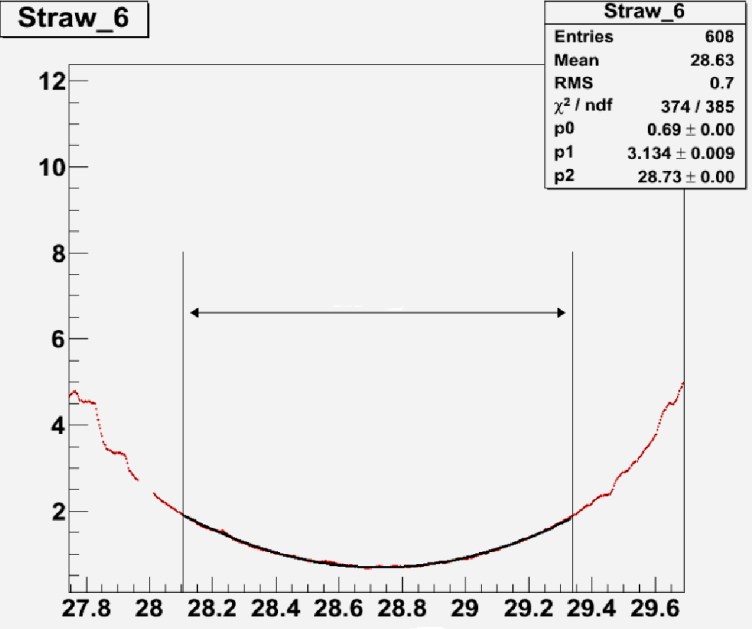 Straw_6
Straw_6
Entries 608
Mean 28.63
RMS 0.7
χ² / ndf 374 / 385
p0 0.69 ± 0.00
p1 3.134 ± 0.009
p2 28.73 ± 0.00
12
10
8
6
4
2
27.8 28 28.2 28.4 28.6 28.8 29 29.2 29.4 29.6